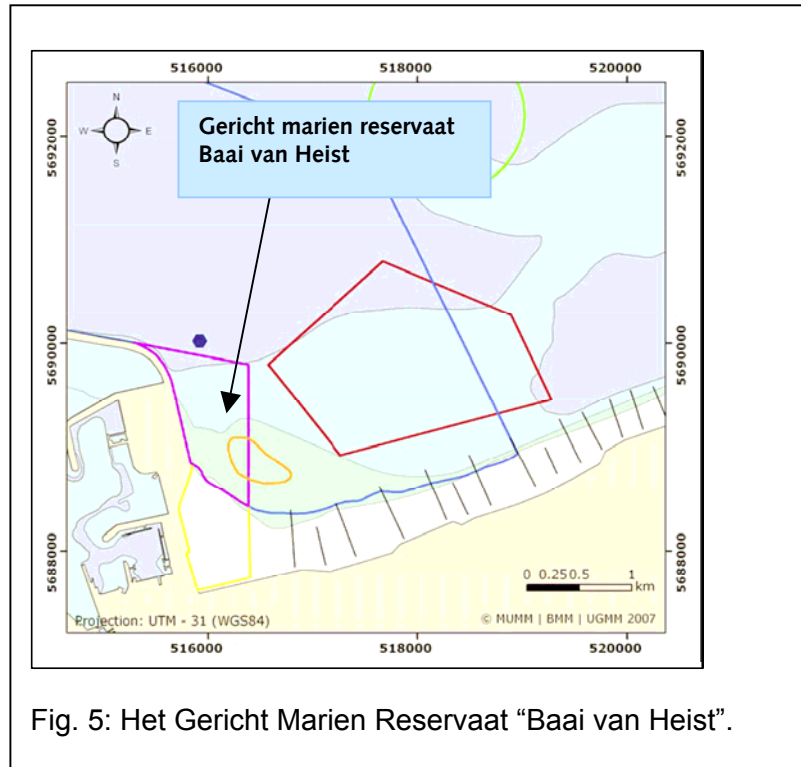 516000 518000 520000
N
W E
S
Gericht marien reservaat
Baai van Heist
5692000 5692000
5690000 5690000
5688000 5688000
0 0.25 0.5 1
km
Projection: UTM - 31 (WGS84) © MUMM | BMM | UGMM 2007
516000 518000 520000
Fig. 5: Het Gericht Marien Reservaat “Baai van Heist”.